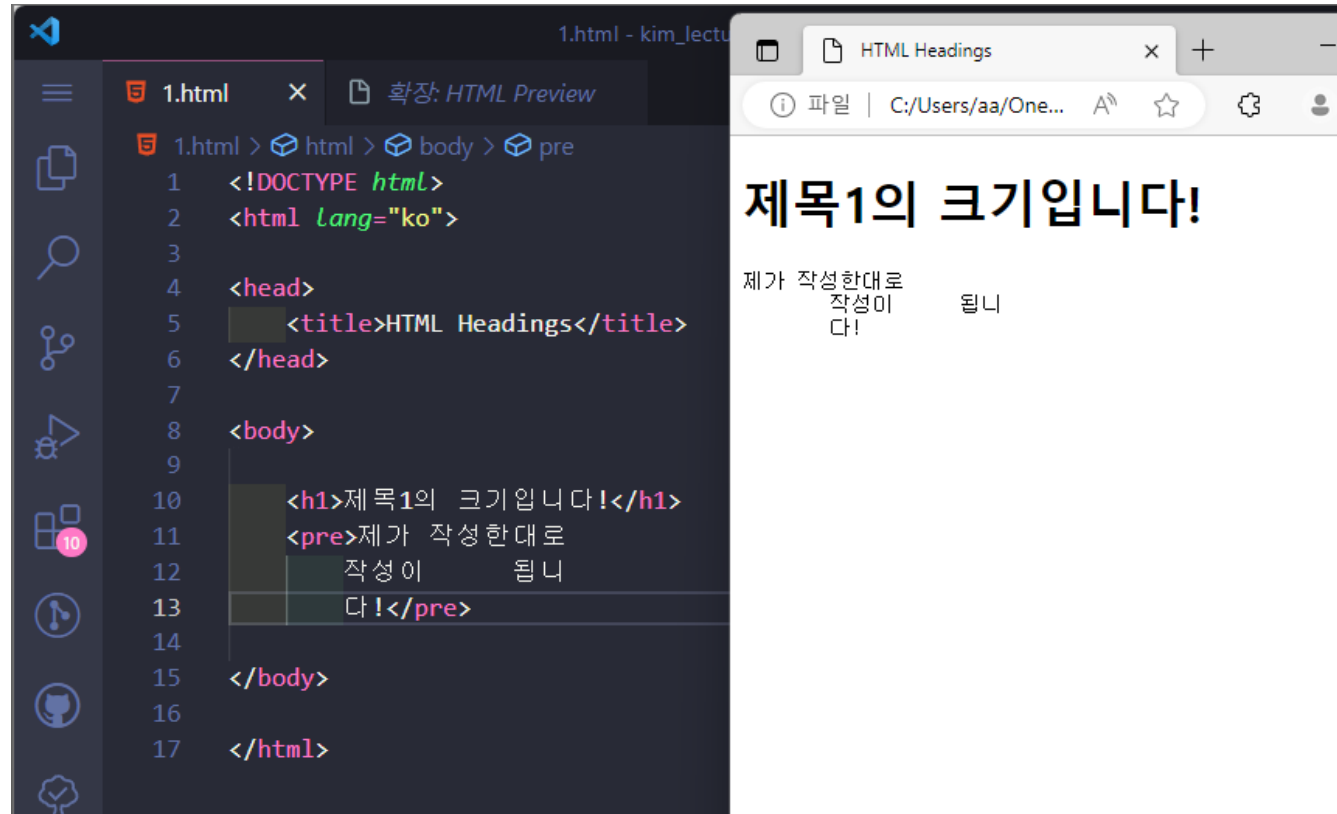 1.html - kim_lectu
1.html
확장: HTML Preview
1.html > html > body > pre
1 <!DOCTYPE html>
2 <html lang="ko">
3
4 <head>
5 <title>HTML Headings</title>
6 </head>
7
8 <body>
9
10 <h1>제목1의 크기입니다!</h1>
11 <pre>제가 작성한대로
12 작성이      됩니
13 다!</pre>
14
15 </body>
16
17 </html>
10
HTML Headings
파일 | C:/Users/aa/One...
제목1의 크기입니다!
제가 작성한대로
작성이      됩니
다!